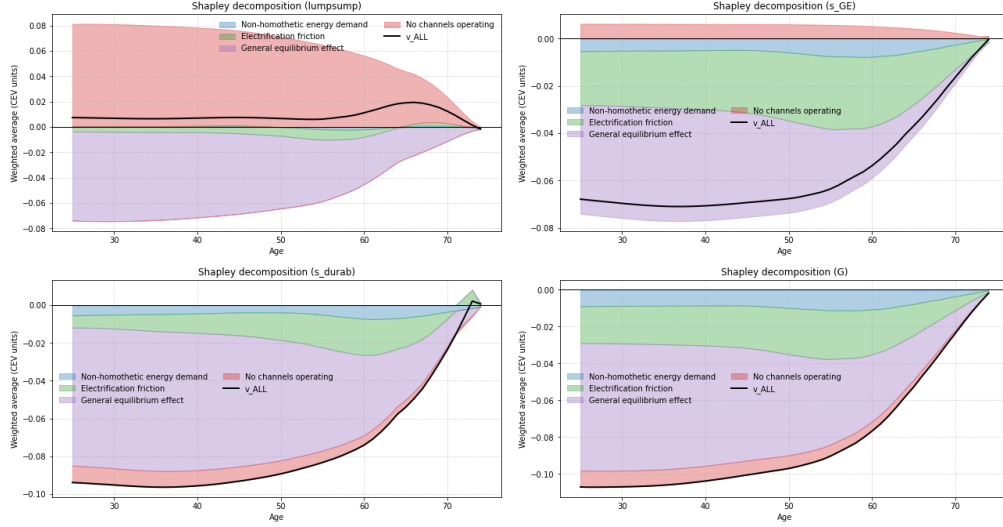 Shapley decomposition (lumpsump)
Non-homothetic energy demand
Electrification friction
General equilibrium effect
No channels operating
v_ALL
Weighted average (CEV units)
0.08
0.06
0.04
0.02
0.00
−0.02
−0.04
−0.06
−0.08
30 40 50 60 70
Age
Shapley decomposition (s_GE)
Non-homothetic energy demand
Electrification friction
General equilibrium effect
No channels operating
v_ALL
Weighted average (CEV units)
0.00
−0.02
−0.04
−0.06
−0.08
30 40 50 60 70
Age
Shapley decomposition (s_durab)
Non-homothetic energy demand
Electrification friction
General equilibrium effect
No channels operating
v_ALL
Weighted average (CEV units)
0.00
−0.02
−0.04
−0.06
−0.08
−0.10
30 40 50 60 70
Age
Shapley decomposition (G)
Non-homothetic energy demand
Electrification friction
General equilibrium effect
No channels operating
v_ALL
Weighted average (CEV units)
0.00
−0.02
−0.04
−0.06
−0.08
−0.10
30 40 50 60 70
Age